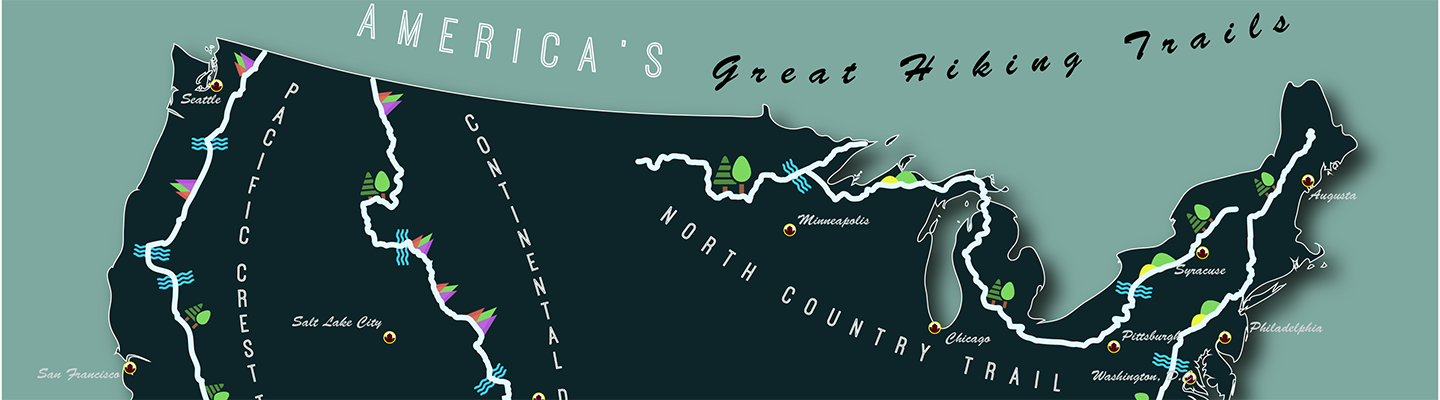 AMERICA'S
Great Hiking Trails
Seattle
PACIFIC CREST T
CONTINENTAL D
NORTH COUNTRY TRAIL
Minneapolis
Augusta
Syracuse
Salt Lake City
Chicago
Pittsburgh
Philadelphia
San Francisco
Washington, D.